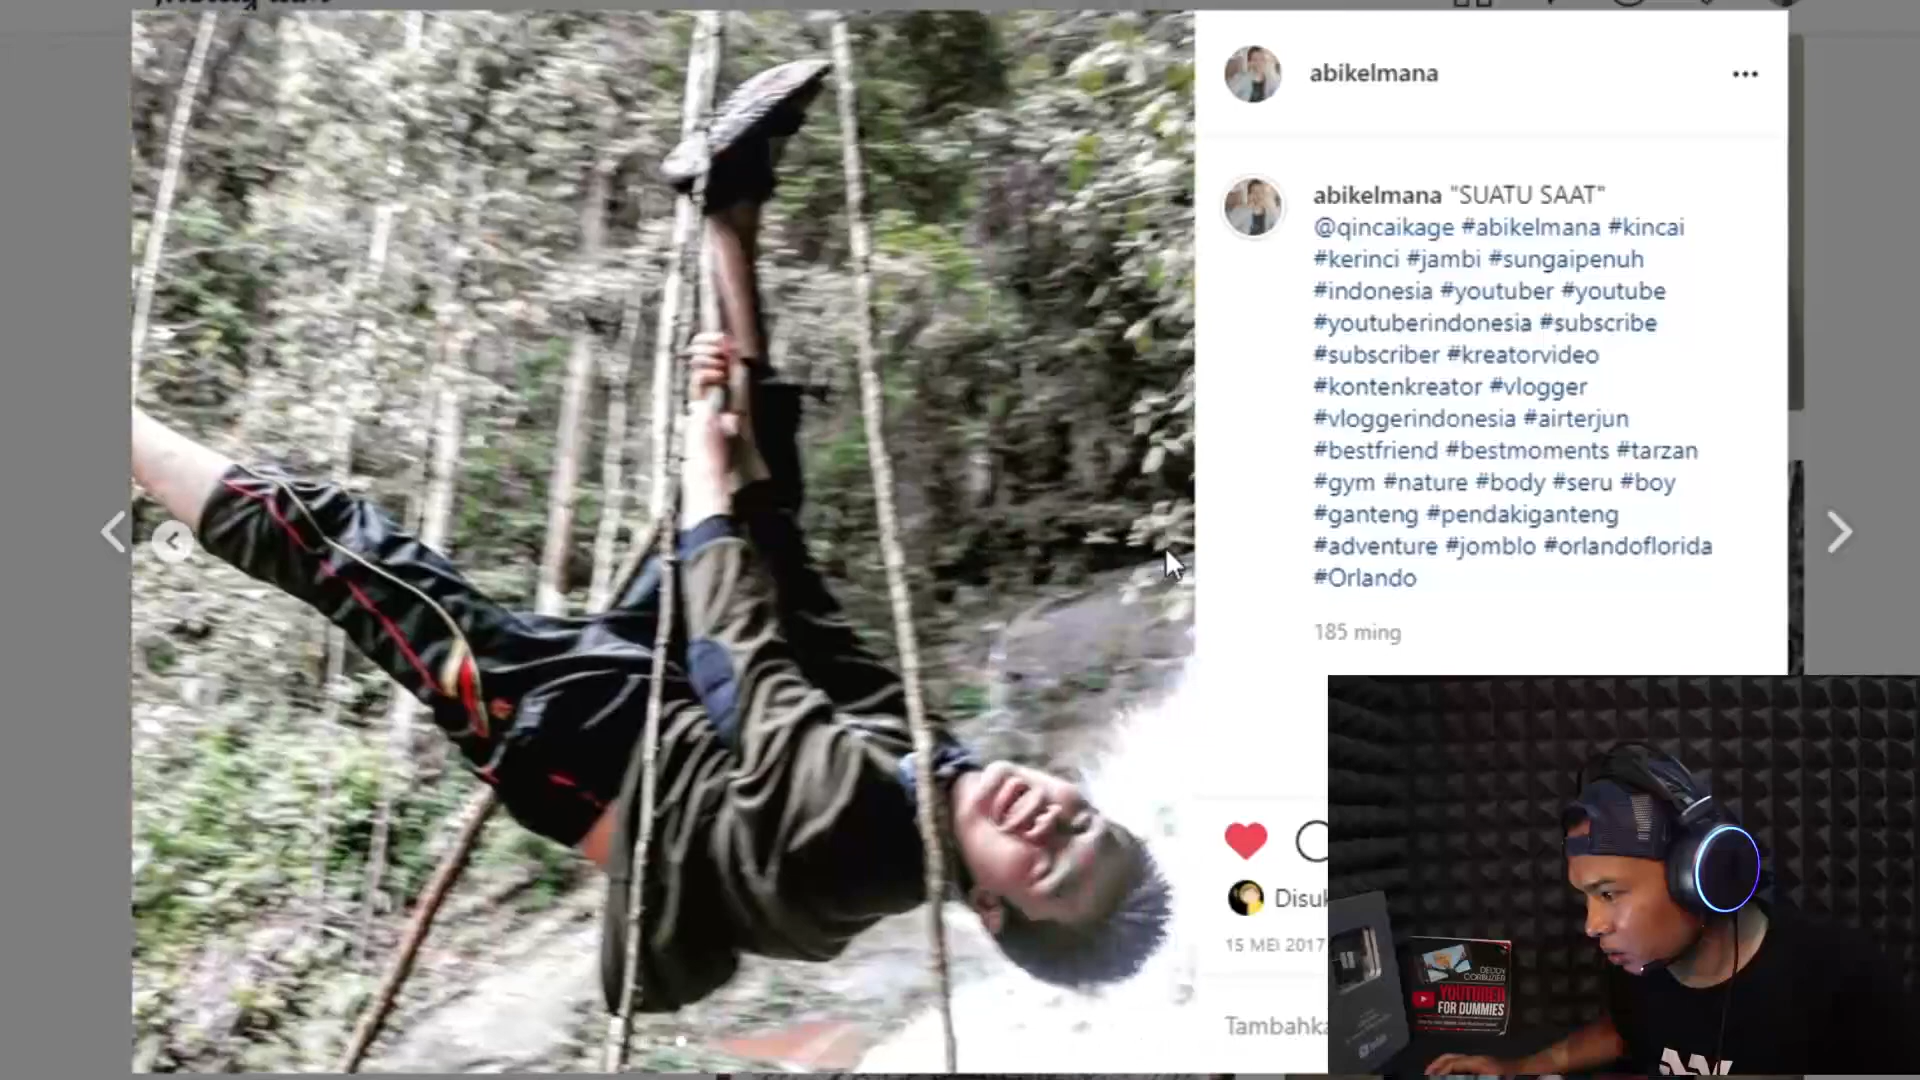 abikelmana
abikelmana "SUATU SAAT"
@qincaikage #abikelmana #kincai
#kerinci #jambi #sungaipenuh
#indonesia #youtuber #youtube
#youtuberindonesia #subscribe
#subscriber #kreatorvideo
#kontenkreator #vlogger
#vloggerindonesia #airterjun
#bestfriend #bestmoments #tarzan
#gym #nature #body #seru #boy
#ganteng #pendakiganteng
#adventure #jomblo #orlandoflorida
#Orlando
185 ming
15 MEI 2017
DEDDY
CORBUZIER
YOUTUBER
FOR DUMMIES